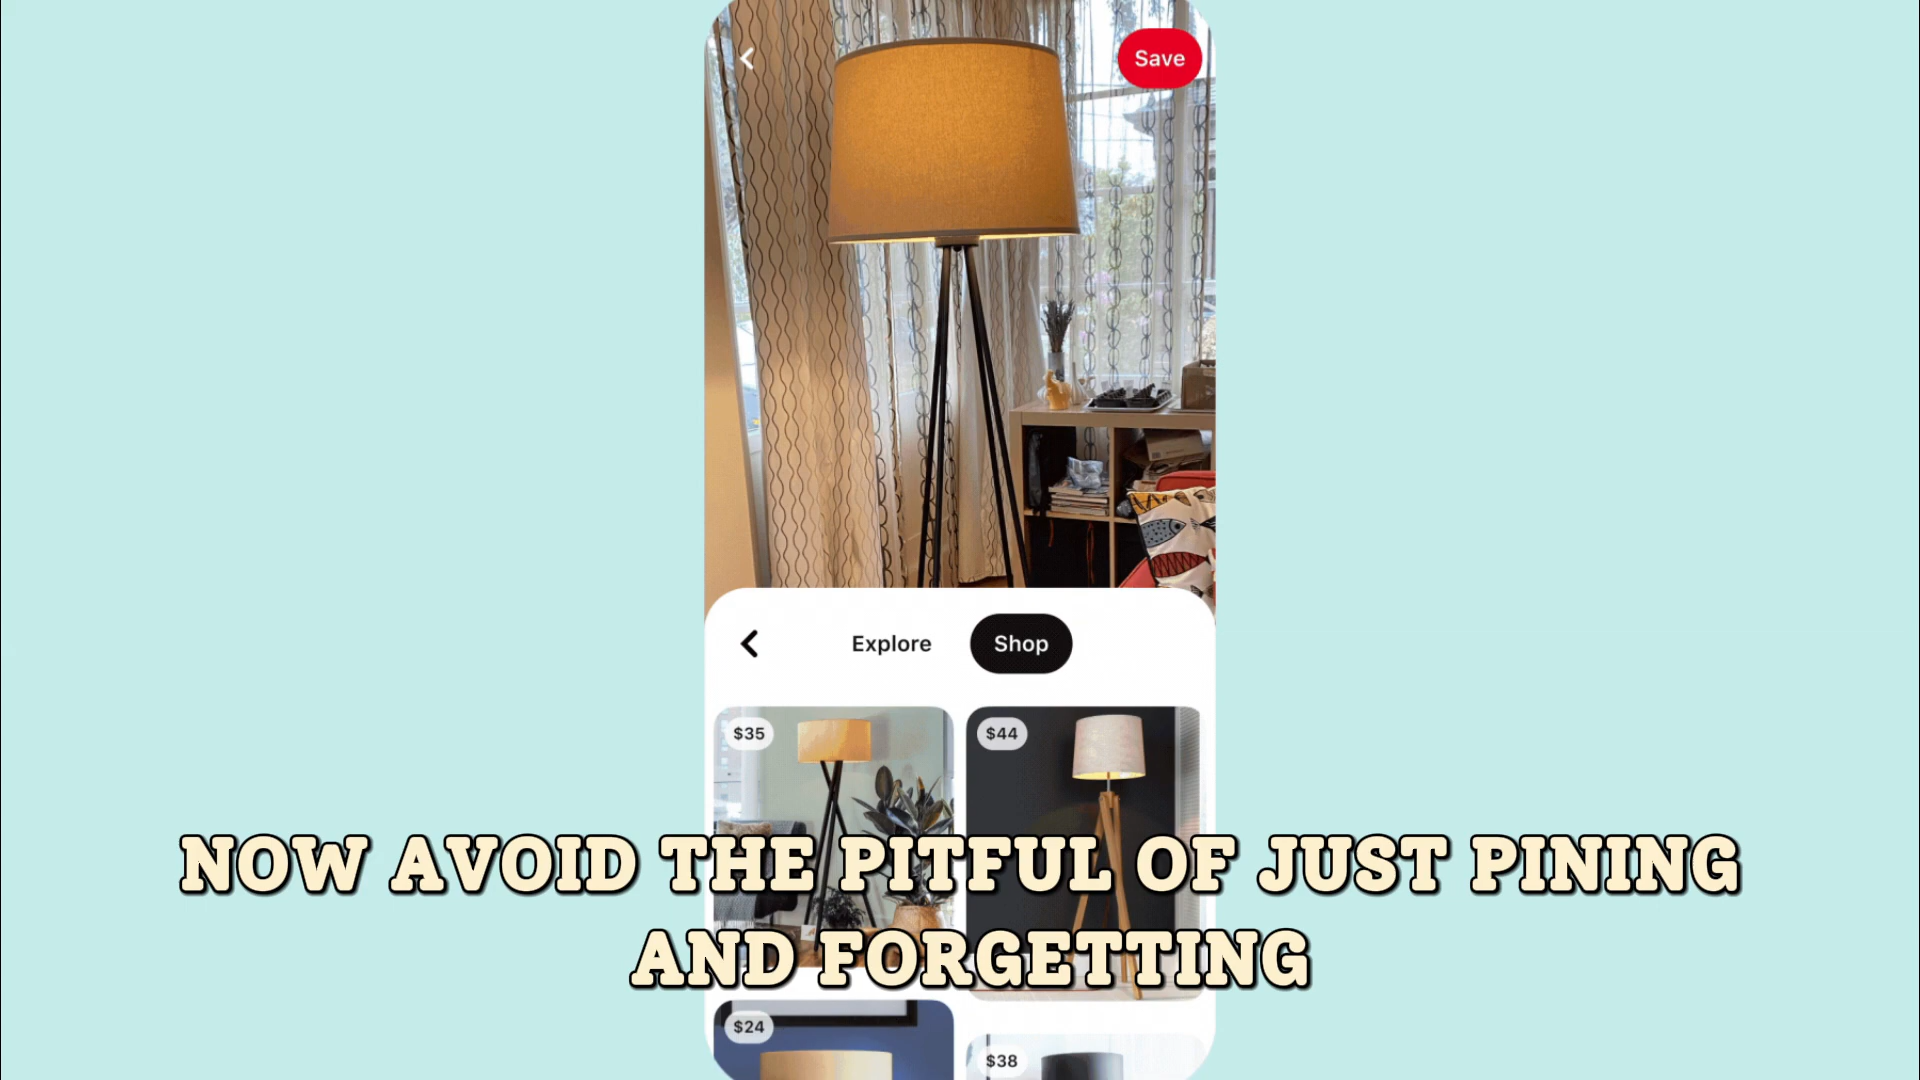 Save
Explore Shop
$35 $44
NOW AVOID THE PITFUL OF JUST PINING
AND FORGETTING
$24
$38